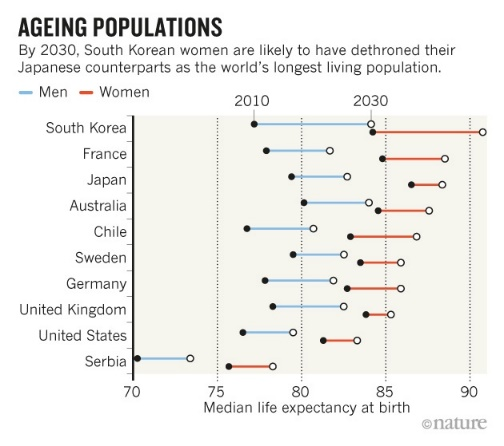 AGEING POPULATIONS
By 2030, South Korean women are likely to have dethroned their
Japanese counterparts as the world's longest living population.
Men Women
2010 2030
South Korea
France
Japan
Australia
Chile
Sweden
Germany
United Kingdom
United States
Serbia
70 75 80 85 90
Median life expectancy at birth
©nature